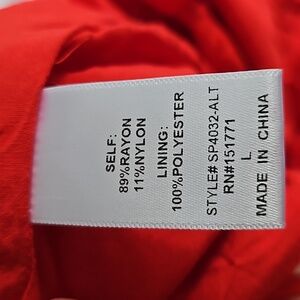 SELF:
89%RAYON
11%NYLON
LINING:
100%POLYESTER
STYLE# SP4032-ALT
RN#151771
L
MADE IN CHINA